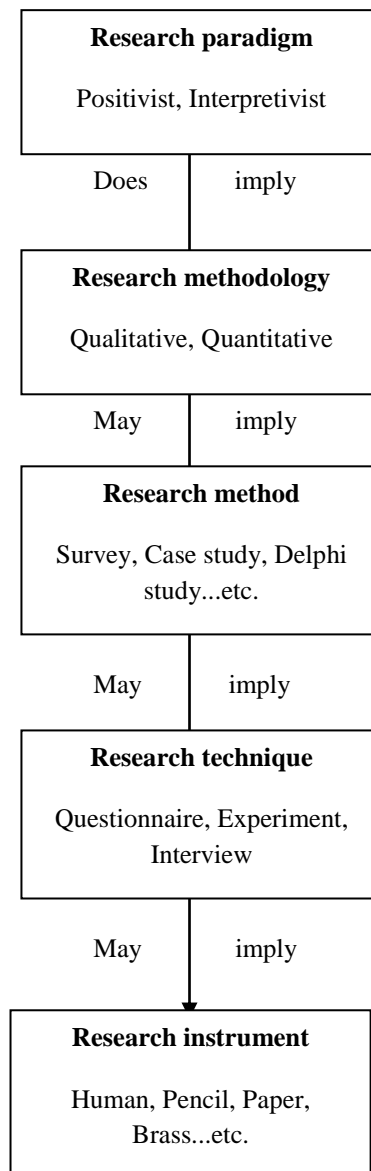 Research paradigm
Positivist, Interpretivist
Does imply
Research methodology
Qualitative, Quantitative
May imply
Research method
Survey, Case study, Delphi
study...etc.
May imply
Research technique
Questionnaire, Experiment,
Interview
May imply
Research instrument
Human, Pencil, Paper,
Brass...etc.